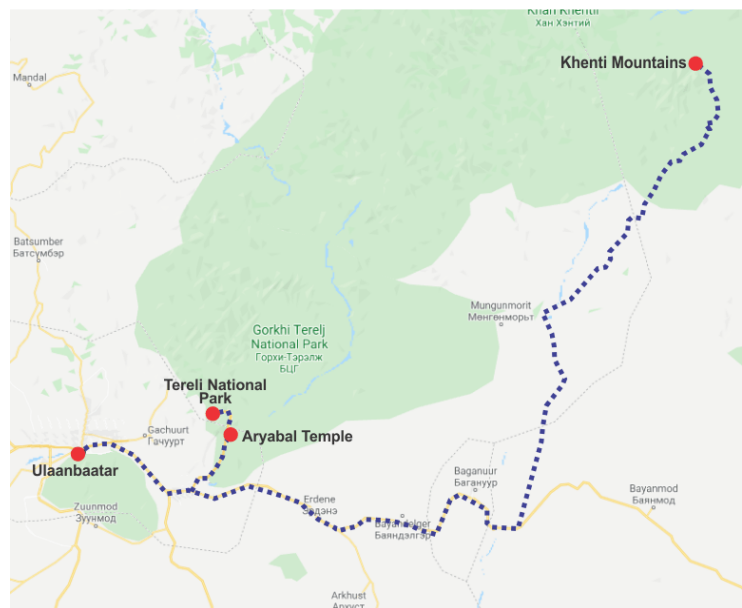 Khan Khentii
Хан Хэнтий
Khenti Mountains
Mandal
Batsumber
Батсүмбэр
Mungunmorit
Мөнгөнморьт
Gorkhi Terelj
National Park
Горхи-Тэрэлж
БЦГ
Tereli National
Park
Gachuurt
Гачуурт
Aryabal Temple
Ulaanbaatar
Zuunmod
Зуунмод
Erdene
Эрдэнэ
Baganuur
Багануур
Bayandelger
Баяндэлгэр
Bayanmod
Баянмод
Arkhust
Архуст